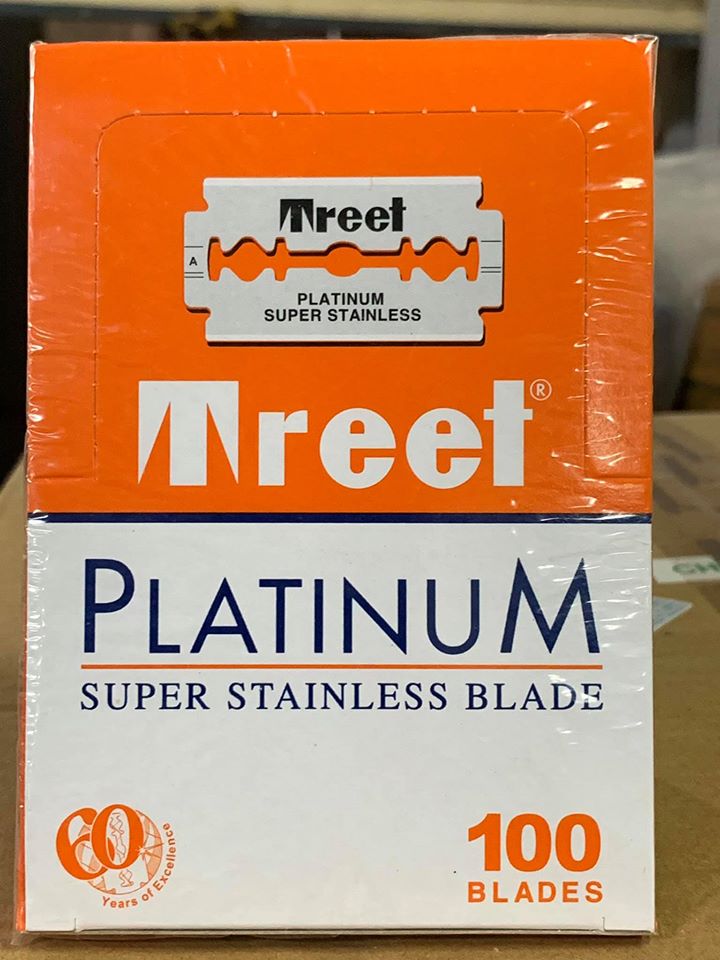 Treet
A
PLATINUM
SUPER STAINLESS
Treet®
PLATINUM
SUPER STAINLESS BLADE
60
Years of Excellence
100
BLADES